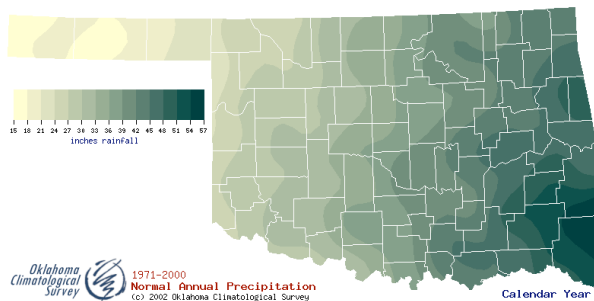 15 18 21 24 27 30 33 36 39 42 45 48 51 54 57
inches rainfall
Oklahoma
Climatological
Survey
1971-2000
Normal Annual Precipitation
(c) 2002 Oklahoma Climatological Survey
Calendar Year